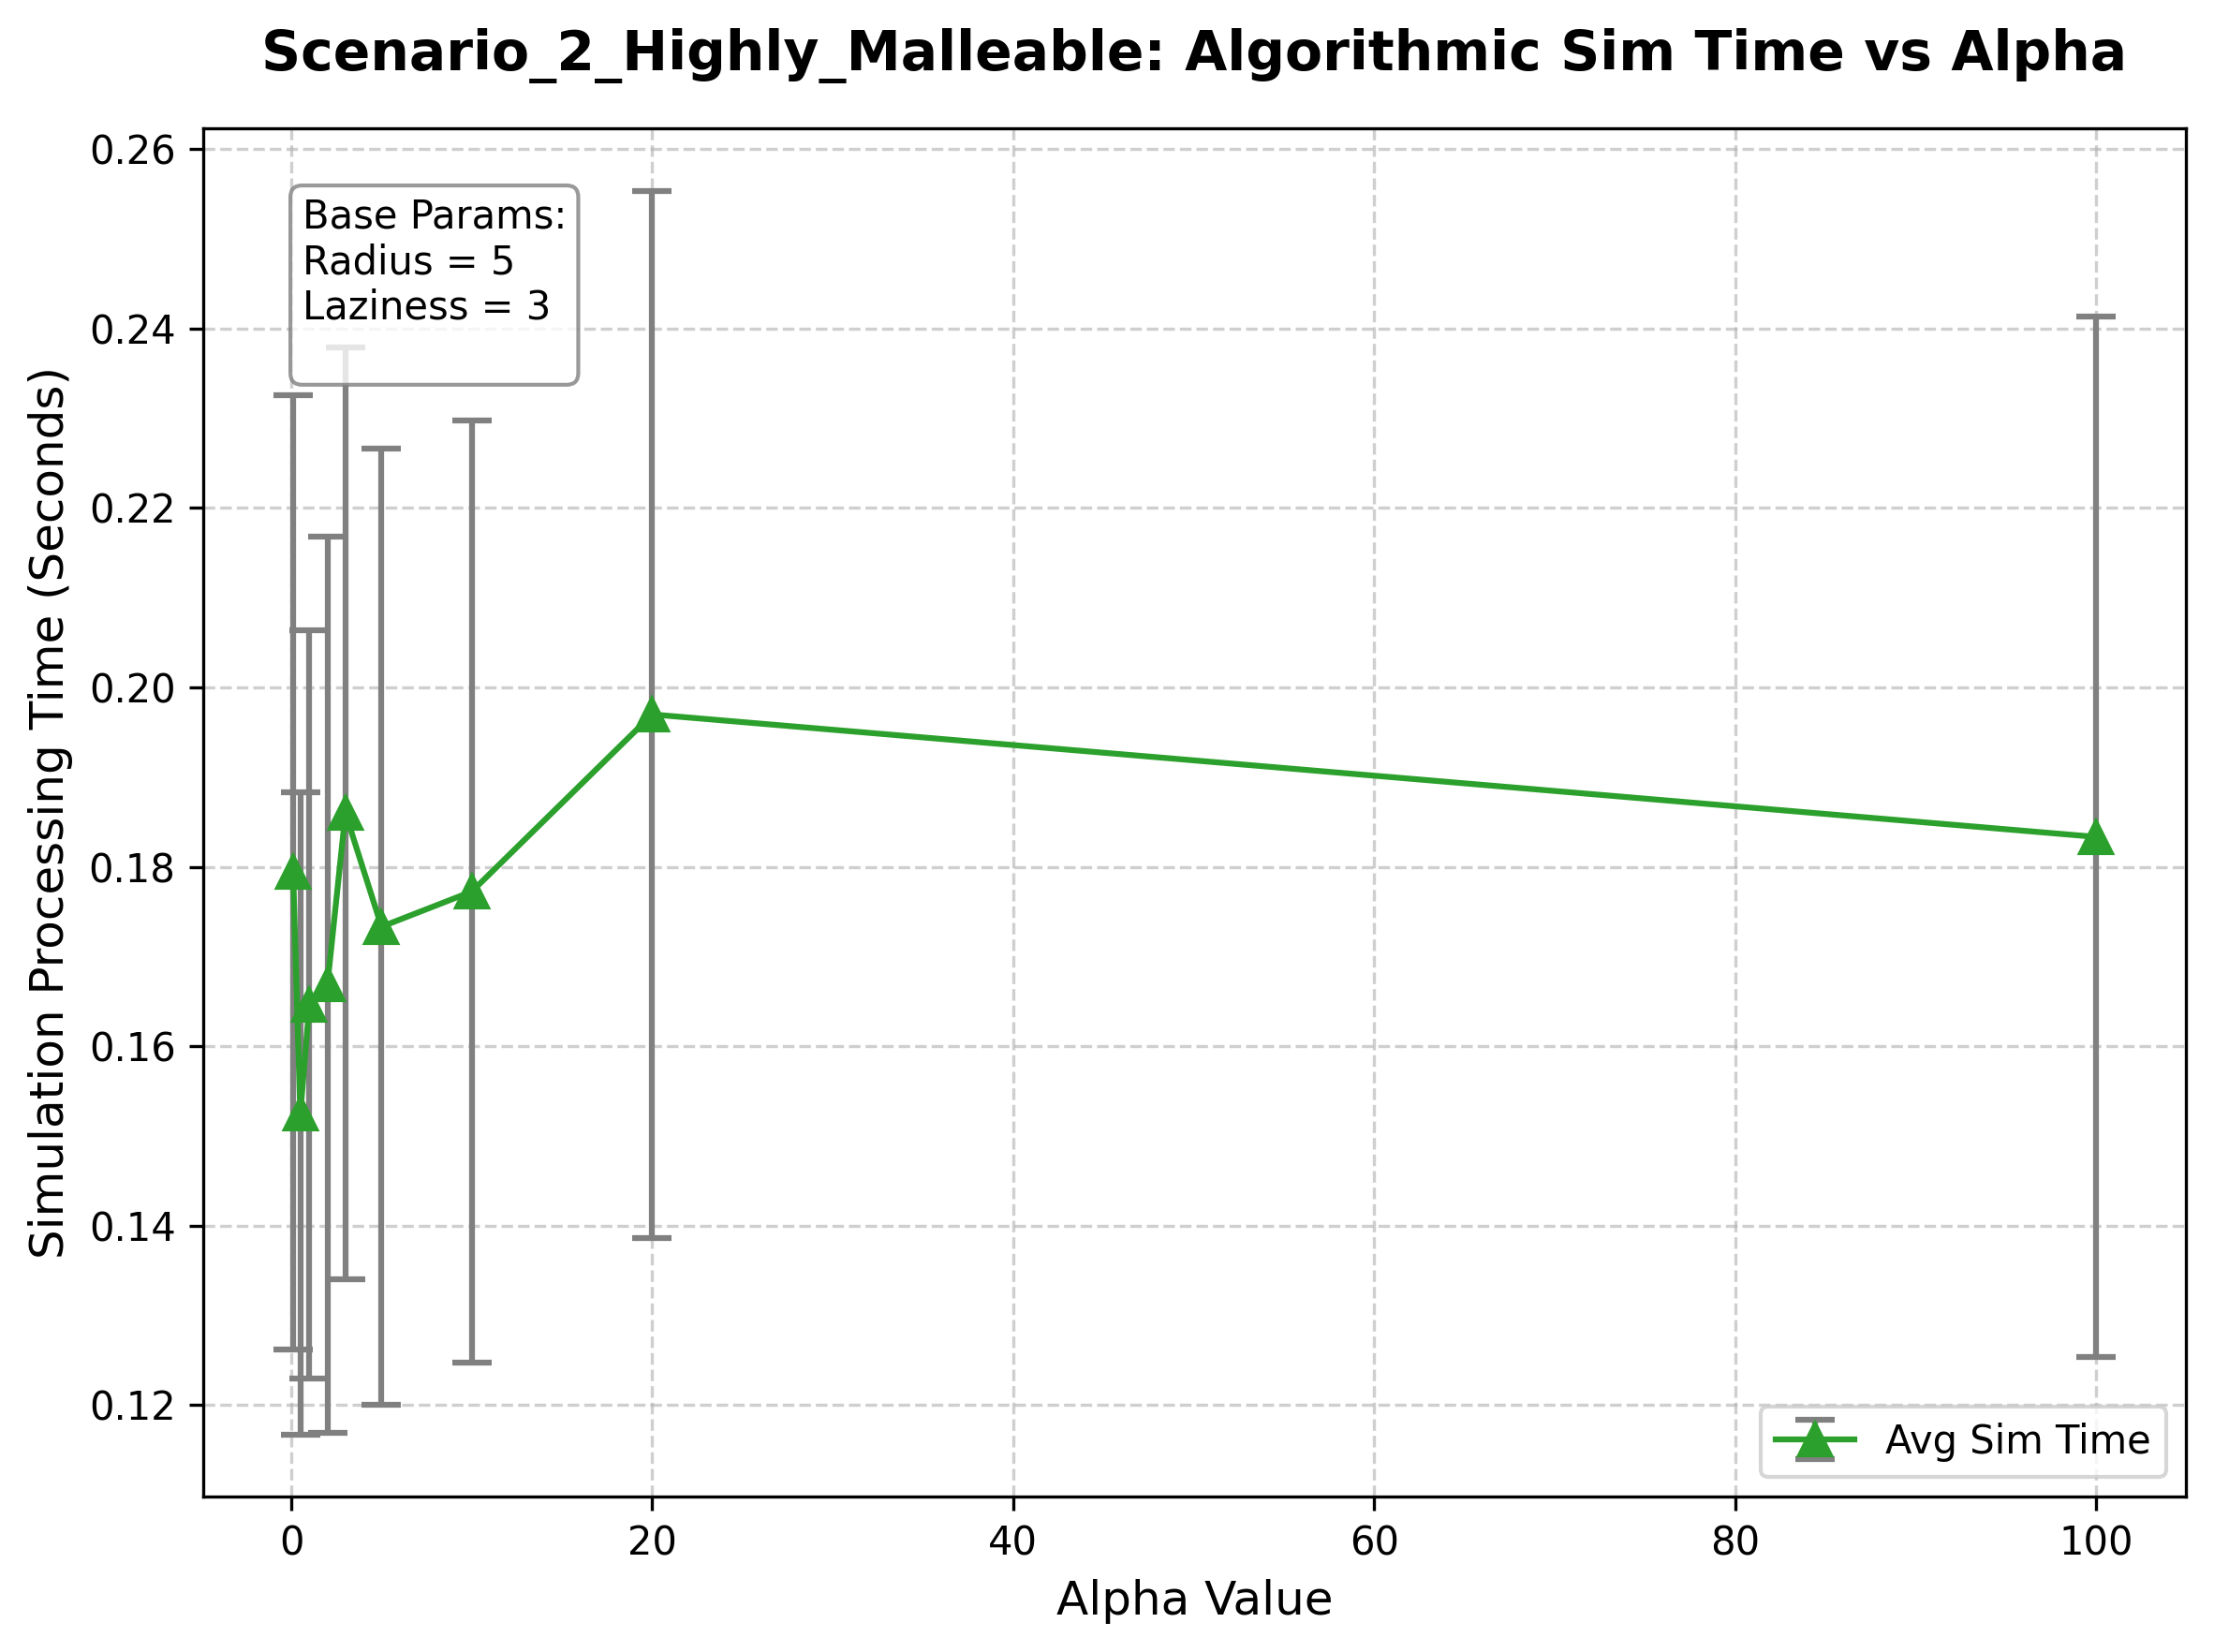 Scenario_2_Highly_Malleable: Algorithmic Sim Time vs Alpha
Simulation Processing Time (Seconds)
0.26
0.24
0.22
0.20
0.18
0.16
0.14
0.12
Base Params:
Radius = 5
Laziness = 3
Avg Sim Time
0 20 40 60 80 100
Alpha Value